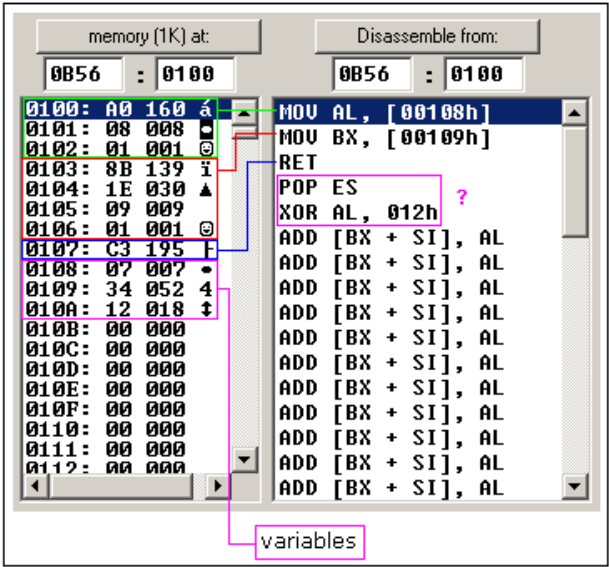 memory (1K) at:
Disassemble from:
0B56 : 0100
0B56 : 0100
0100: A0 160 á
0101: 08 008 ◘
0102: 01 001 ☺
0103: 8B 139 ï
0104: 1E 030 ▲
0105: 09 009
0106: 01 001 ☺
0107: C3 195 ├
0108: 07 007 •
0109: 34 052 4
010A: 12 018 ↕
010B: 00 000
010C: 00 000
010D: 00 000
010E: 00 000
010F: 00 000
0110: 00 000
0111: 00 000
0112: 00 000
MOV AL, [00108h]
MOV BX, [00109h]
RET
POP ES
XOR AL, 012h
?
ADD [BX + SI], AL
ADD [BX + SI], AL
ADD [BX + SI], AL
ADD [BX + SI], AL
ADD [BX + SI], AL
ADD [BX + SI], AL
ADD [BX + SI], AL
ADD [BX + SI], AL
ADD [BX + SI], AL
ADD [BX + SI], AL
ADD [BX + SI], AL
variables